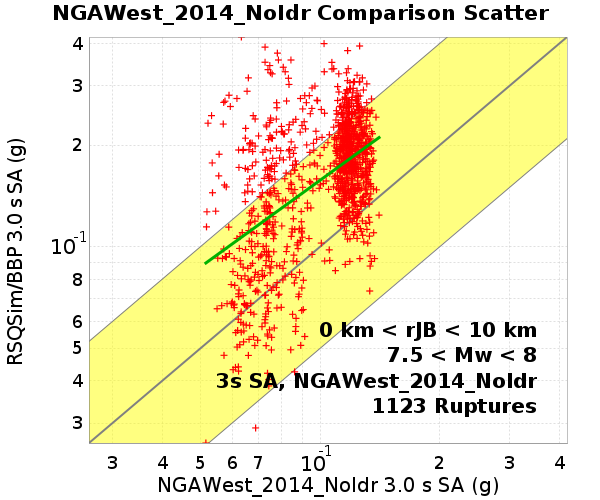 NGAWest_2014_NoIdr Comparison Scatter
4
3
2
10-1
8
6
5
4
3
RSQSim/BBP 3.0 s SA (g)
0 km < rJB < 10 km
7.5 < Mw < 8
3s SA, NGAWest_2014_NoIdr
1123 Ruptures
3 4 5 6 7 10-1 2 3 4
NGAWest_2014_NoIdr 3.0 s SA (g)